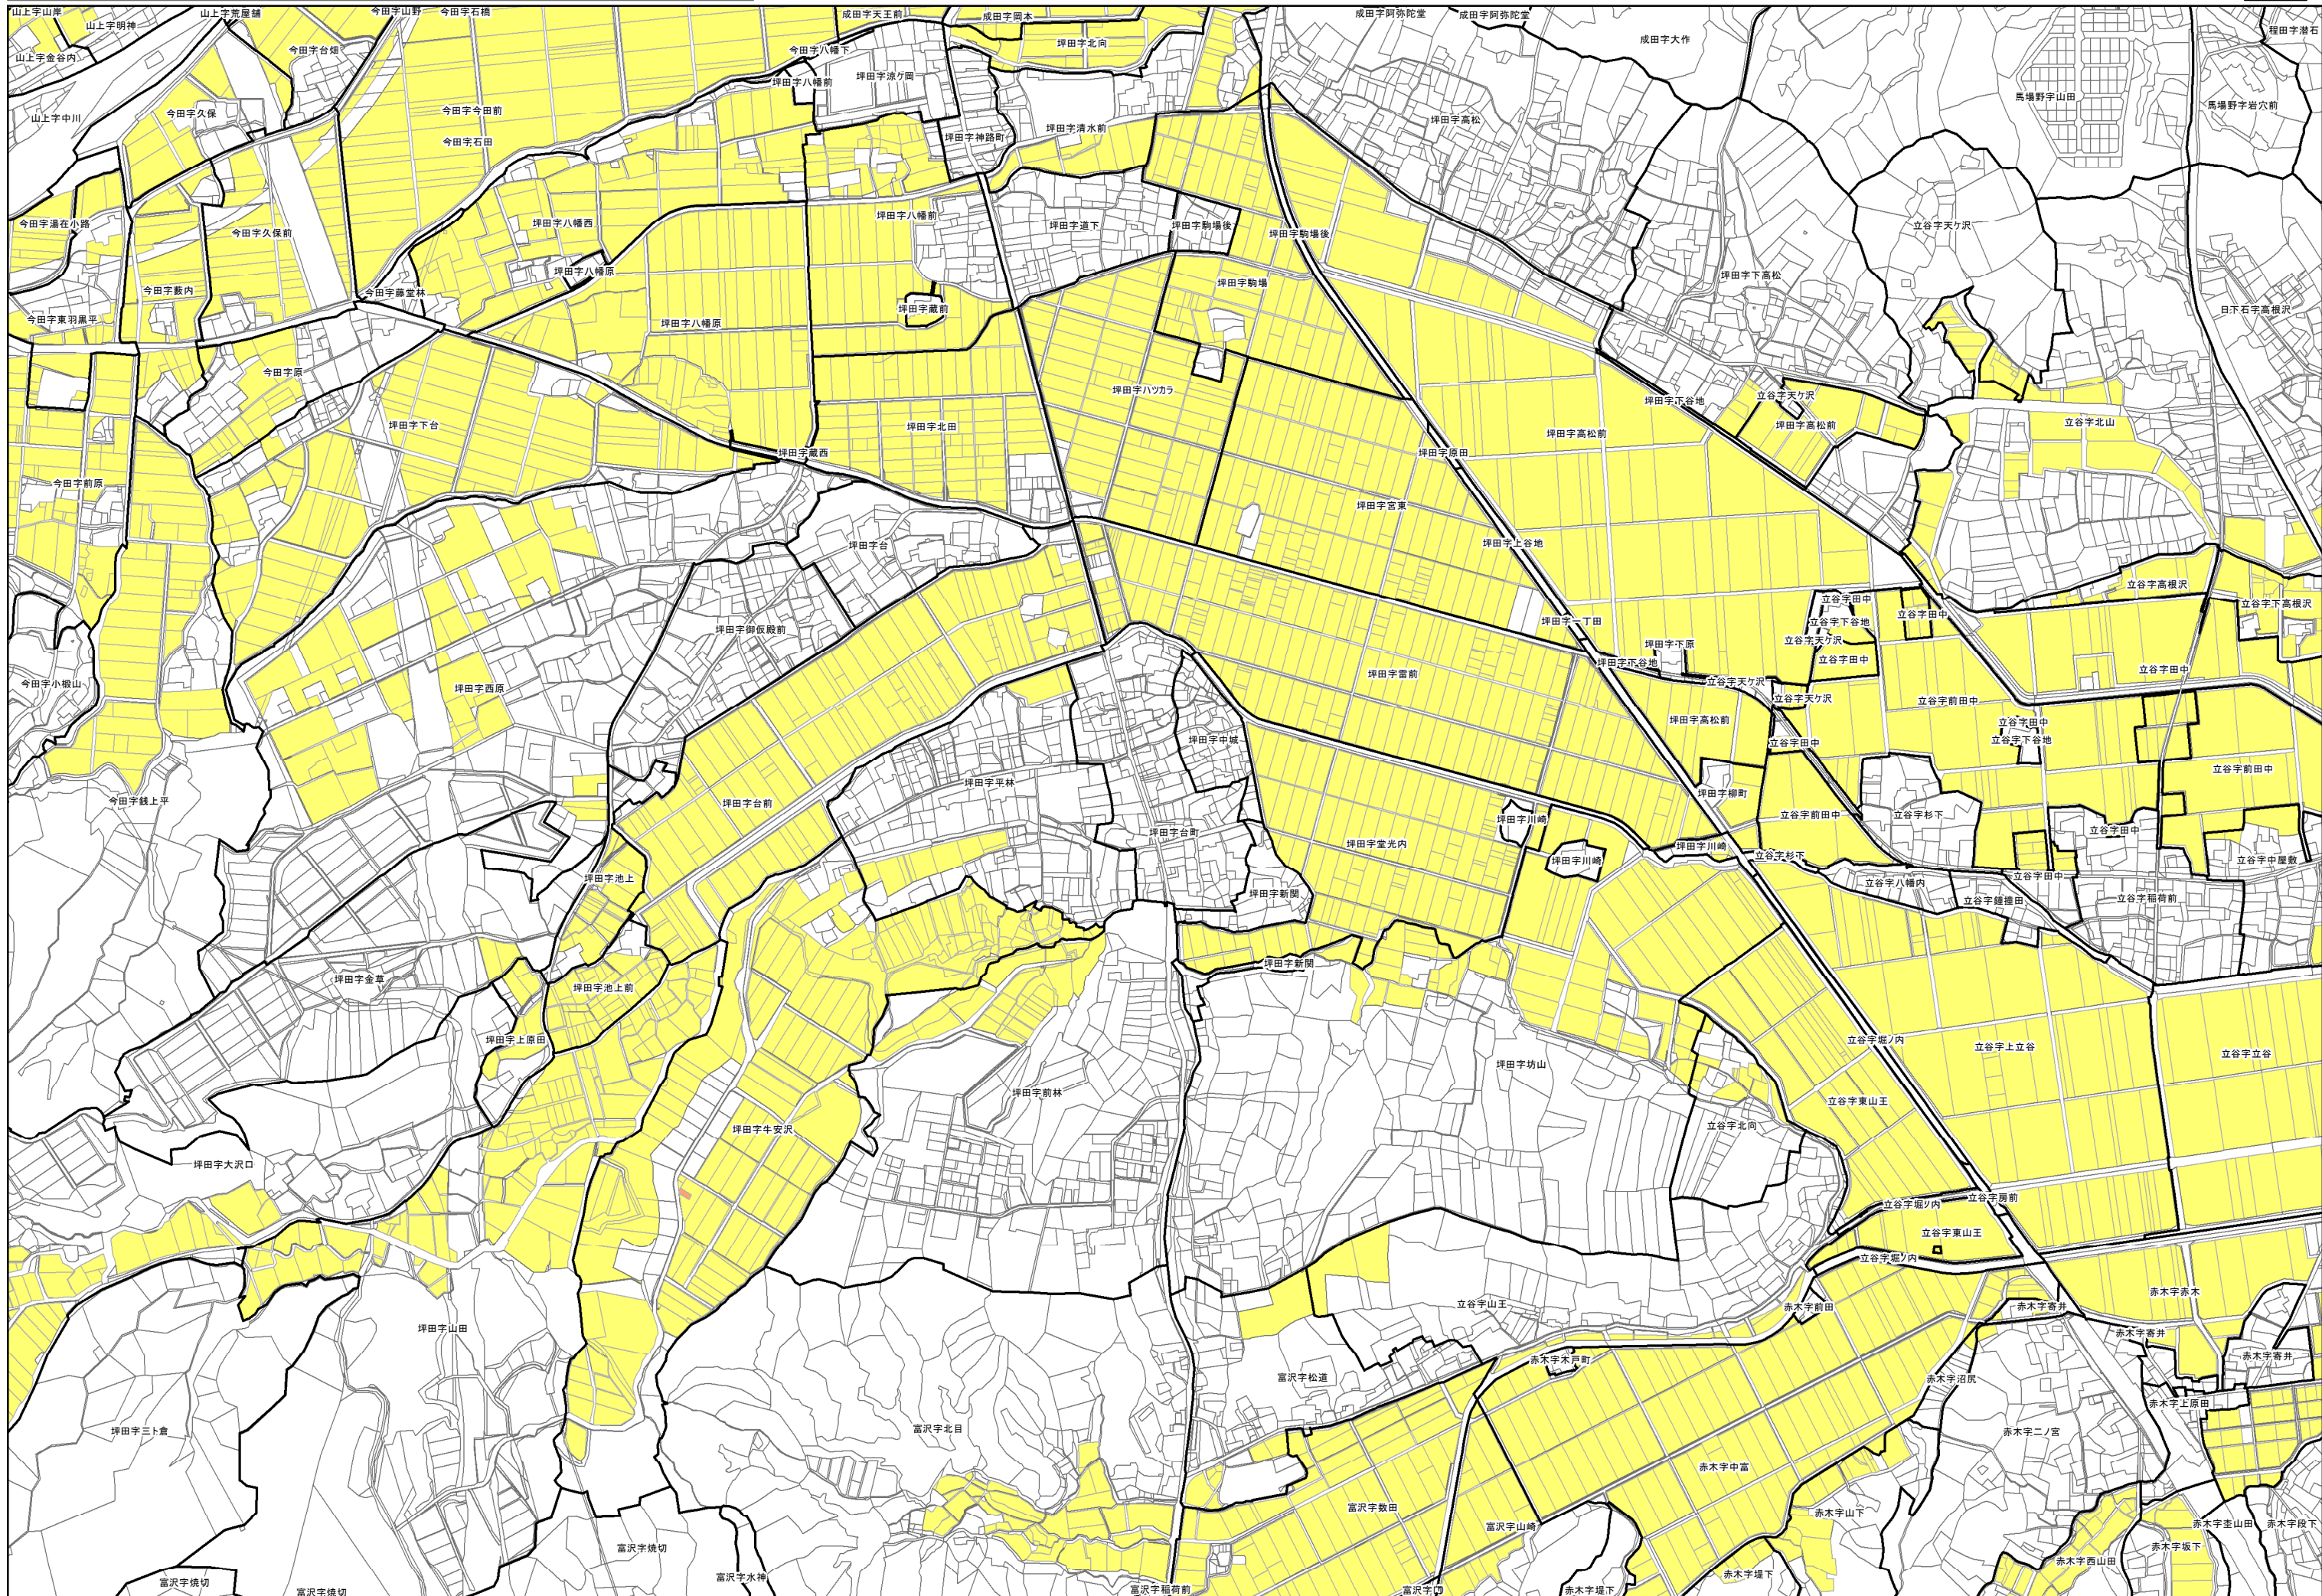 山上字山岸
山上字明神
山上字荒屋舗
今田字山野
今田字石橋
成田字天王前
成田字岡本
成田字阿弥陀堂
成田字阿弥陀堂
成田字大作
程田字潜石
山上字金谷内
今田字台畑
今田字八幡下
坪田字北向
坪田字八幡前
坪田字涼ケ岡
馬場野字山田
馬場野字岩穴前
山上字中川
今田字久保
今田字今田前
今田字石田
坪田字神路町
坪田字清水前
坪田字高松
今田字湯在小路
今田字久保前
坪田字八幡西
坪田字八幡前
坪田字道下
坪田字駒場後
坪田字駒場後
立谷字天ケ沢
坪田字八幡原
坪田字駒場
坪田字下高松
今田字藪内
今田字藤堂林
今田字東羽黒平
坪田字八幡原
坪田字蔵前
日下石字高根沢
今田字原
坪田字ハツカラ
坪田字下谷地
立谷字天ケ沢
坪田字下台
坪田字北田
坪田字高松前
坪田字高松前
立谷字北山
坪田字蔵西
坪田字原田
今田字前原
坪田字宮東
坪田字台
坪田字上谷地
立谷字高根沢
立谷字田中
立谷字下高根沢
坪田字御仮殿前
坪田字一丁田
立谷字下谷地
立谷字田中
坪田字下原
立谷字天ケ沢
坪田字下谷地
立谷字田中
立谷字田中
今田字小椴山
坪田字西原
坪田字雷前
立谷字天ケ沢
立谷字天ケ沢
立谷字前田中
坪田字高松前
立谷字田中
坪田字中城
立谷字田中
立谷字下谷地
立谷字前田中
坪田字平林
坪田字柳町
今田字銭上平
坪田字台前
坪田字川崎
立谷字前田中
立谷字杉下
坪田字台町
立谷字田中
坪田字堂光内
坪田字川崎
坪田字川崎
立谷字杉下
立谷字中屋敷
坪田字池上
坪田字新関
立谷字八幡内
立谷字田中
立谷字鐘撞田
立谷字稲荷前
坪田字新関
坪田字金草
坪田字池上前
坪田字上原田
立谷字堀ノ内
立谷字上立谷
立谷字立谷
坪田字前林
坪田字坊山
立谷字東山王
坪田字牛安沢
立谷字北向
坪田字大沢口
立谷字堀ノ内
立谷字房前
立谷字東山王
立谷字堀ノ内
赤木字赤木
坪田字山田
立谷字山王
赤木字前田
赤木字寄井
赤木字寄井
赤木字木戸町
赤木字寄井
富沢字松道
赤木字沼尻
赤木字上原田
坪田字三ト倉
富沢字北目
赤木字二ノ宮
赤木字中富
富沢字数田
富沢字山崎
赤木字山下
赤木字杢山田
赤木字段下
富沢字焼切
赤木字坂下
赤木字西山田
富沢字焼切
富沢字焼切
富沢字水神
富沢字稲荷前
赤木字堤下
赤木字堤下